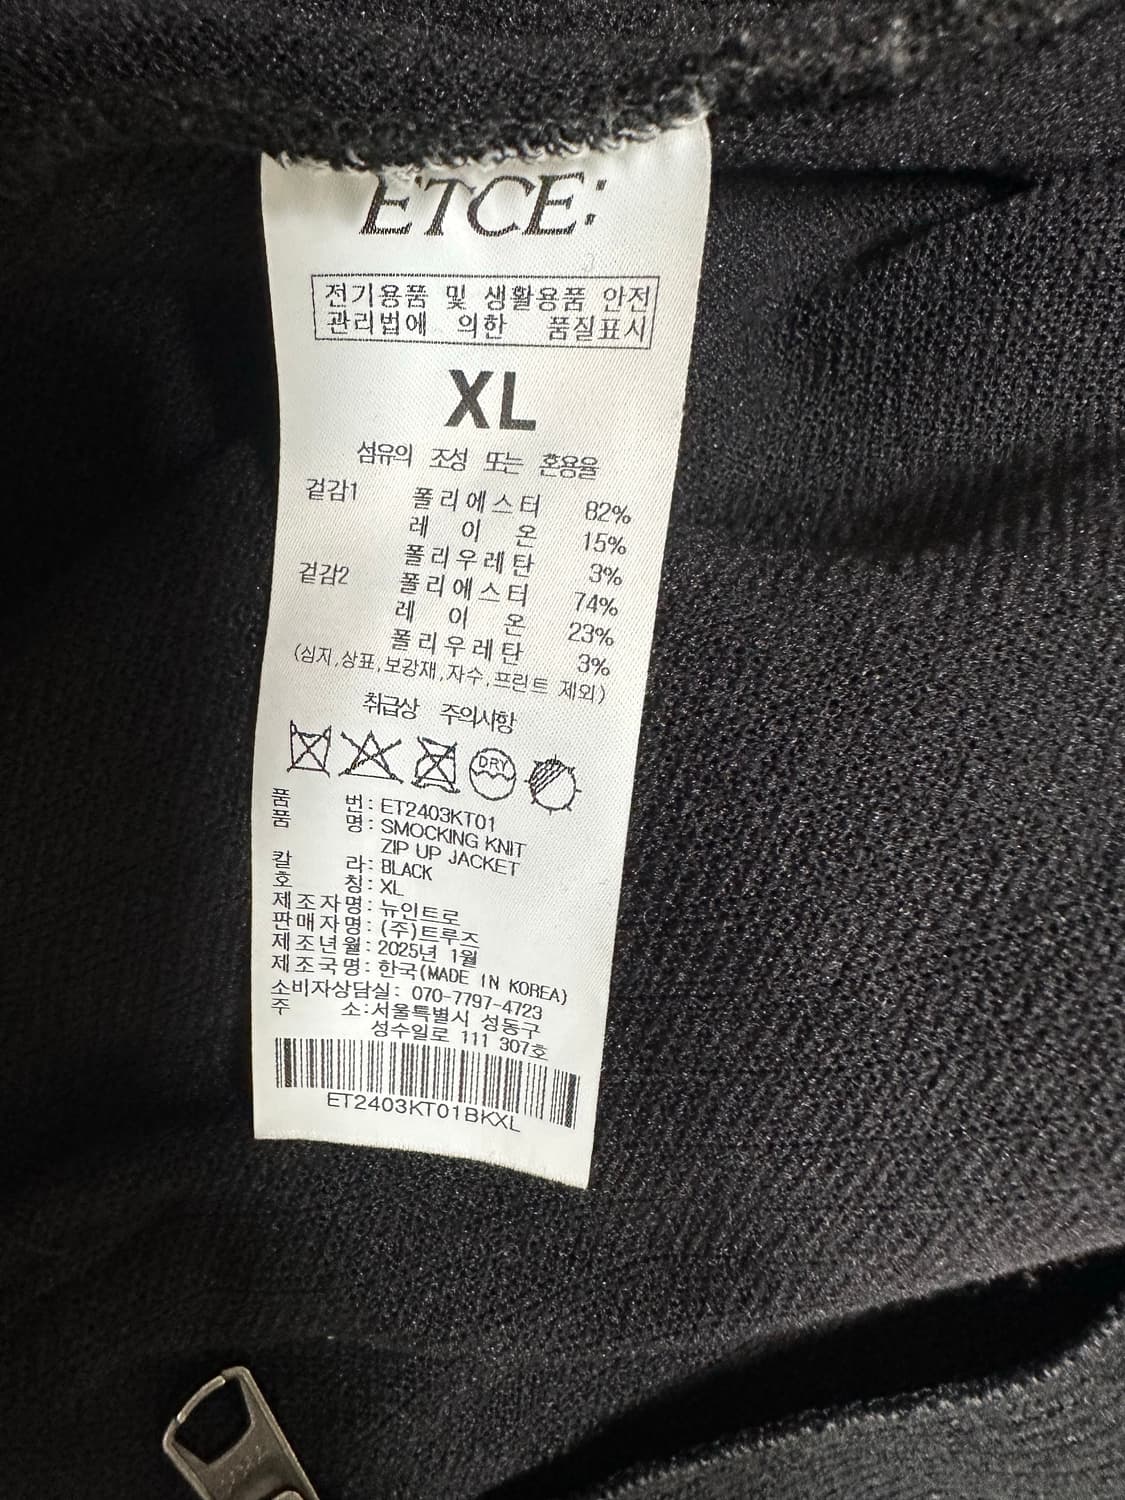 ETCE:
전기용품 및 생활용품 안전
관리법에 의한 품질표시
XL
섬유의 조성 또는 혼용율
겉감1 폴리에스터 82%
레이온 15%
폴리우레탄 3%
겉감2 폴리에스터 74%
레이온 23%
폴리우레탄 3%
(심지,상표,보강재,자수,프린트 제외)
취급상 주의사항
DRY
품번: ET2403KT01
품명: SMOCKING KNIT
ZIP UP JACKET
칼라: BLACK
호칭: XL
제조자명: 뉴인트로
판매자명: (주)트루즈
제조년월: 2025년 1월
제조국명: 한국(MADE IN KOREA)
소비자상담실: 070-7797-4723
주소: 서울특별시 성동구
성수일로 111 307호
ET2403KT01BKXL